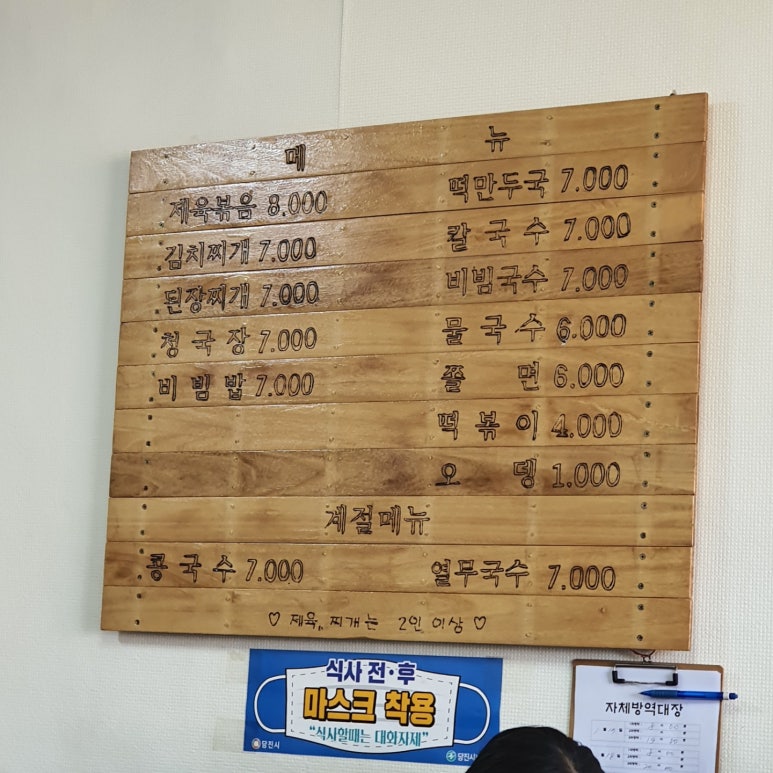 메 뉴
제육볶음 8.000
김치찌개 7.000
된장찌개 7.000
청국장 7.000
비빔밥 7.000
떡만두국 7.000
칼국수 7.000
비빔국수 7.000
물국수 6.000
쫄 면 6.000
떡볶이 4.000
오 뎅 1.000
계절메뉴
콩국수 7.000
열무국수 7.000
♡ 제육,, 찌개는 2인 이상 ♡
식사 전·후
마스크 착용
"식사할때는 대화자제"
당진시
당진시
자체방역대장